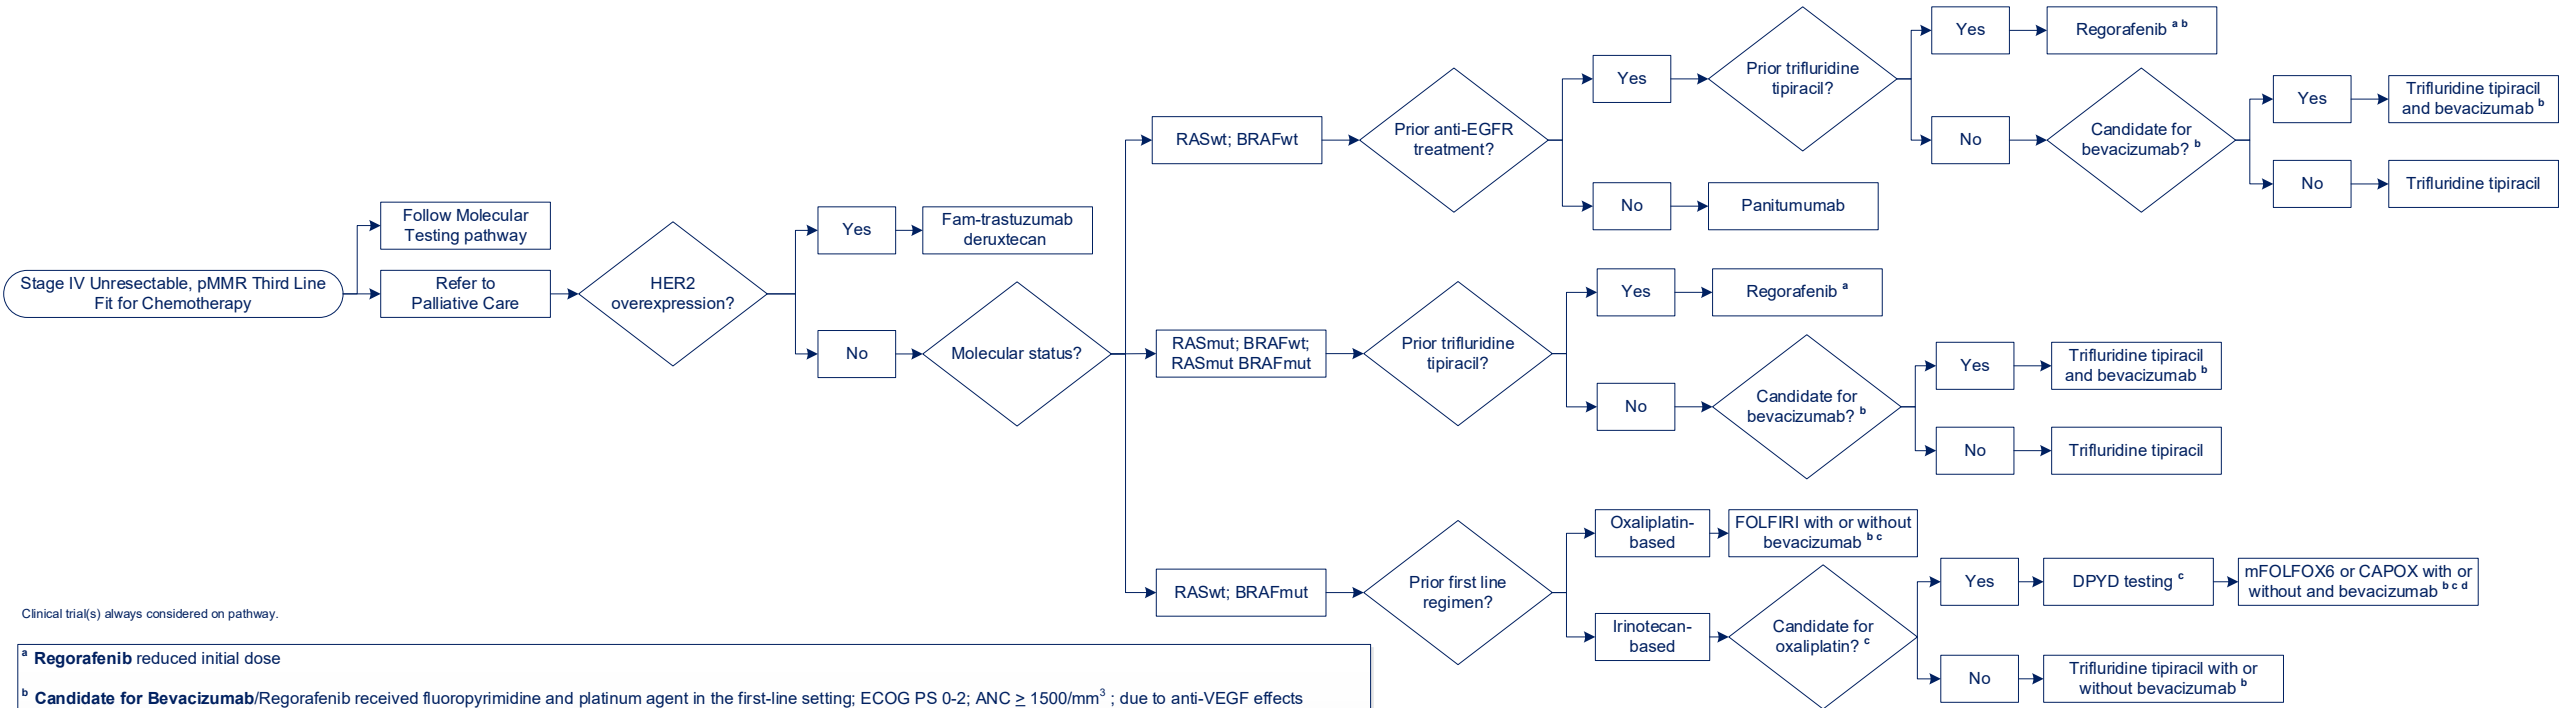 Stage IV Unresectable, pMMR Third Line
Fit for Chemotherapy
Follow Molecular
Testing pathway
Refer to
Palliative Care
HER2
overexpression?
Yes
Fam-trastuzumab
deruxtecan
No
Molecular status?
RASwt; BRAFwt
Prior anti-EGFR
treatment?
Yes
Prior trifluridine
tipiracil?
Yes
Regorafenib a b
No
Candidate for
bevacizumab? b
Yes
Trifluridine tipiracil
and bevacizumab b
No
Trifluridine tipiracil
No
Panitumumab
RASmut; BRAFwt;
RASmut BRAFmut
Prior trifluridine
tipiracil?
Yes
Regorafenib a
No
Candidate for
bevacizumab? b
Yes
Trifluridine tipiracil
and bevacizumab b
No
Trifluridine tipiracil
RASwt; BRAFmut
Prior first line
regimen?
Oxaliplatin-
based
FOLFIRI with or without
bevacizumab b c
Irinotecan-
based
Candidate for
oxaliplatin? c
Yes
DPYD testing c
mFOLFOX6 or CAPOX with or
without and bevacizumab b c d
No
Trifluridine tipiracil with or
without bevacizumab b
Clinical trial(s) always considered on pathway.
a Regorafenib reduced initial dose
b Candidate for Bevacizumab/Regorafenib received fluoropyrimidine and platinum agent in the first-line setting; ECOG PS 0-2; ANC ≥ 1500/mm3 ; due to anti-VEGF effects